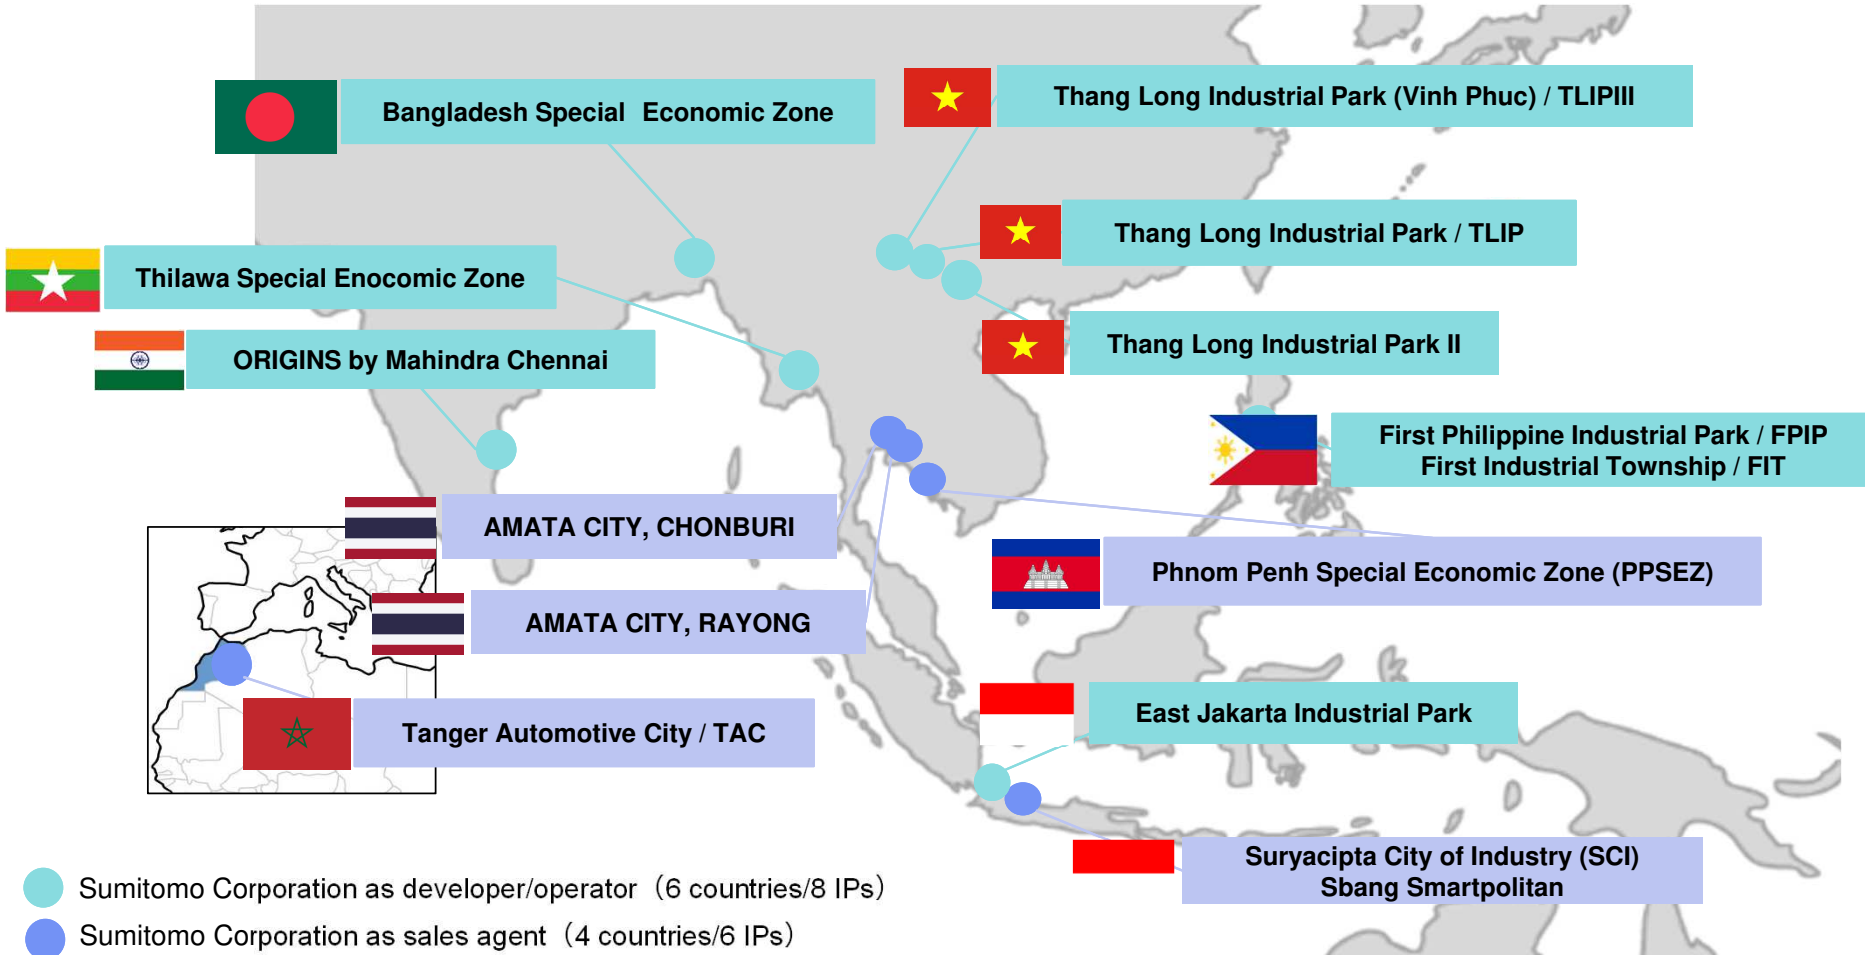 Bangladesh Special Economic Zone
Thang Long Industrial Park (Vinh Phuc) / TLIPIII
Thang Long Industrial Park / TLIP
Thilawa Special Enocomic Zone
ORIGINS by Mahindra Chennai
Thang Long Industrial Park II
First Philippine Industrial Park / FPIP
First Industrial Township / FIT
AMATA CITY, CHONBURI
Phnom Penh Special Economic Zone (PPSEZ)
AMATA CITY, RAYONG
Tanger Automotive City / TAC
East Jakarta Industrial Park
Suryacipta City of Industry (SCI)
Sbang Smartpolitan
Sumitomo Corporation as developer/operator（6 countries/8 IPs）
Sumitomo Corporation as sales agent（4 countries/6 IPs）